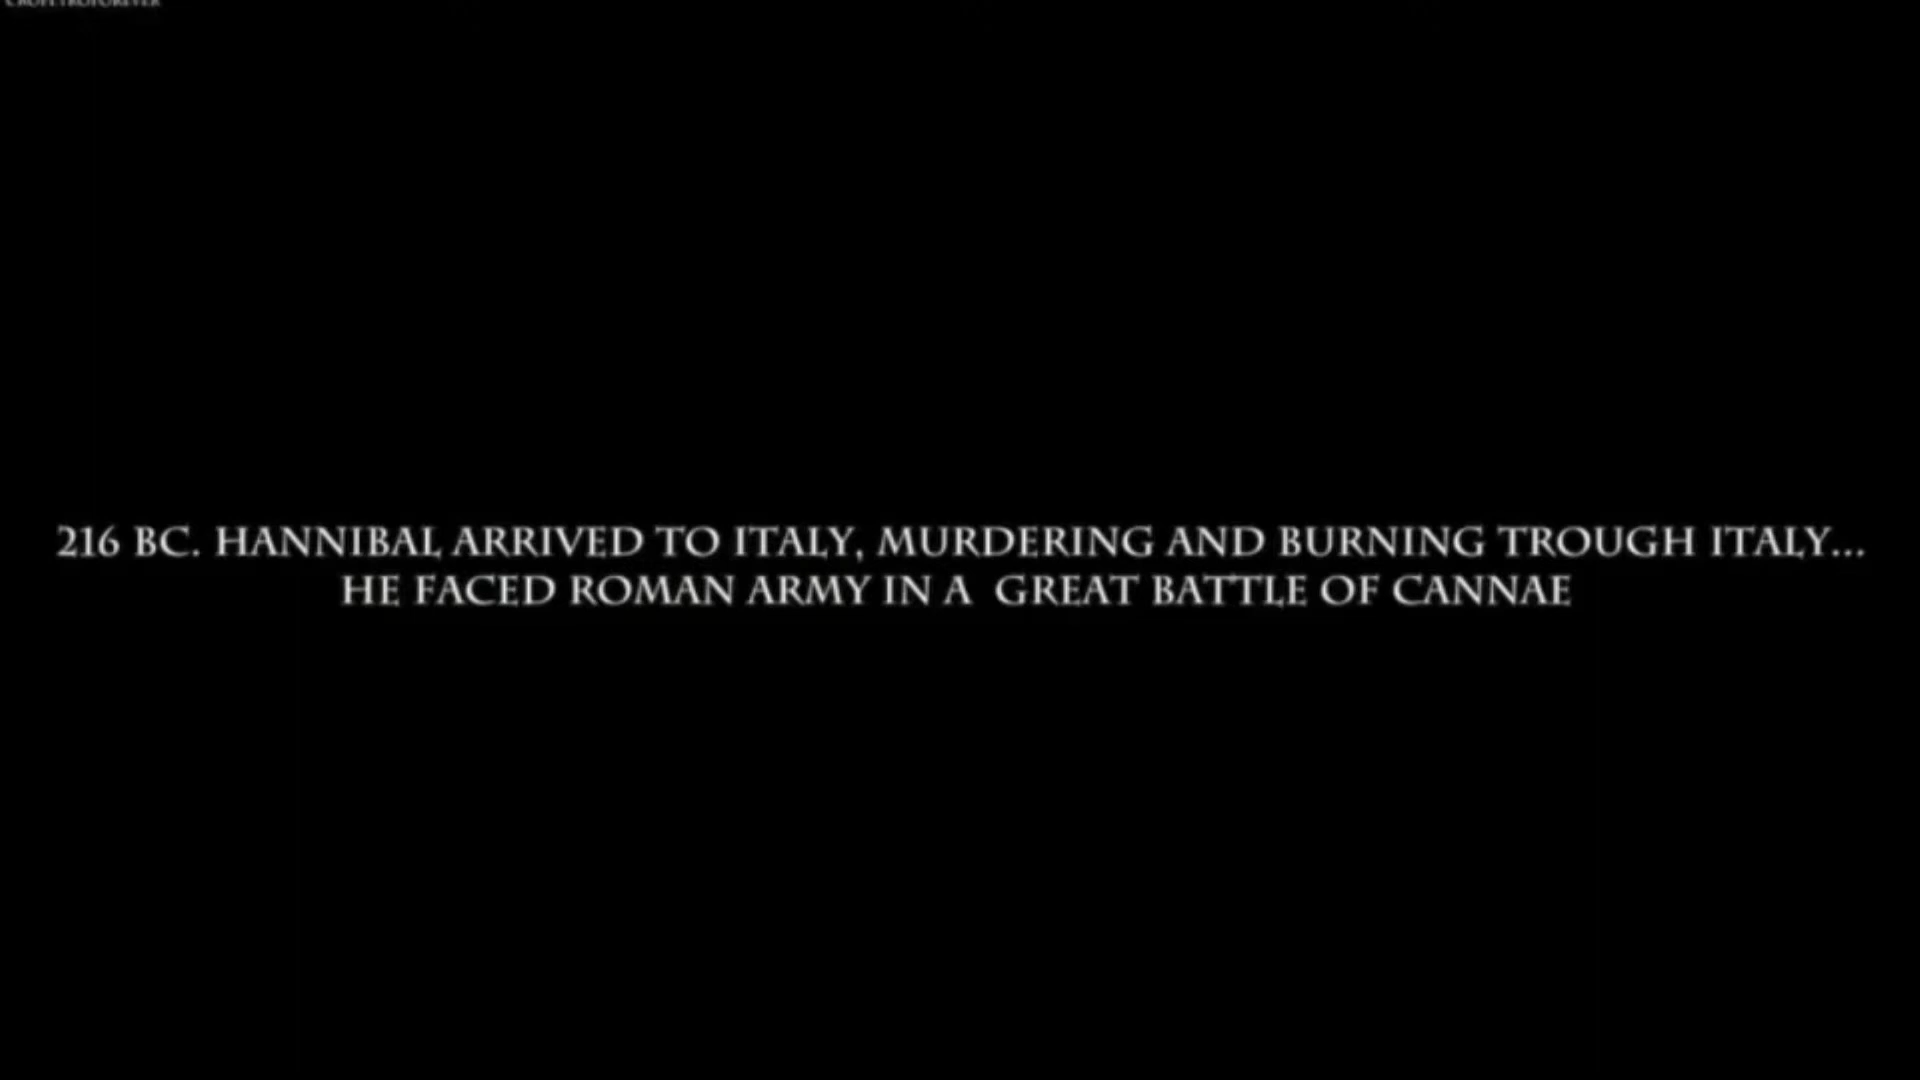 216 BC. HANNIBAL ARRIVED TO ITALY, MURDERING AND BURNING TROUGH ITALY...
HE FACED ROMAN ARMY IN A  GREAT BATTLE OF CANNAE